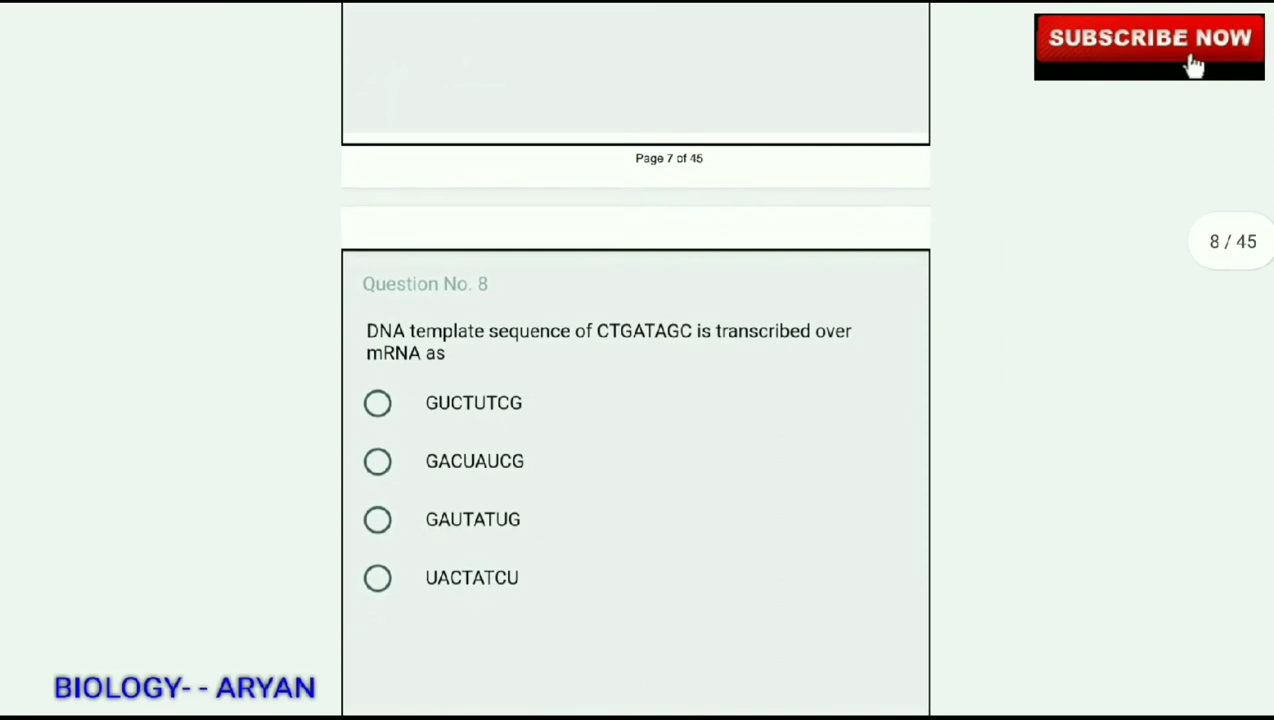 SUBSCRIBE NOW
Page 7 of 45
8 / 45
Question No. 8
DNA template sequence of CTGATAGC is transcribed over
mRNA as
GUCTUTCG
GACUAUCG
GAUTATUG
UACTATCU
BIOLOGY- - ARYAN